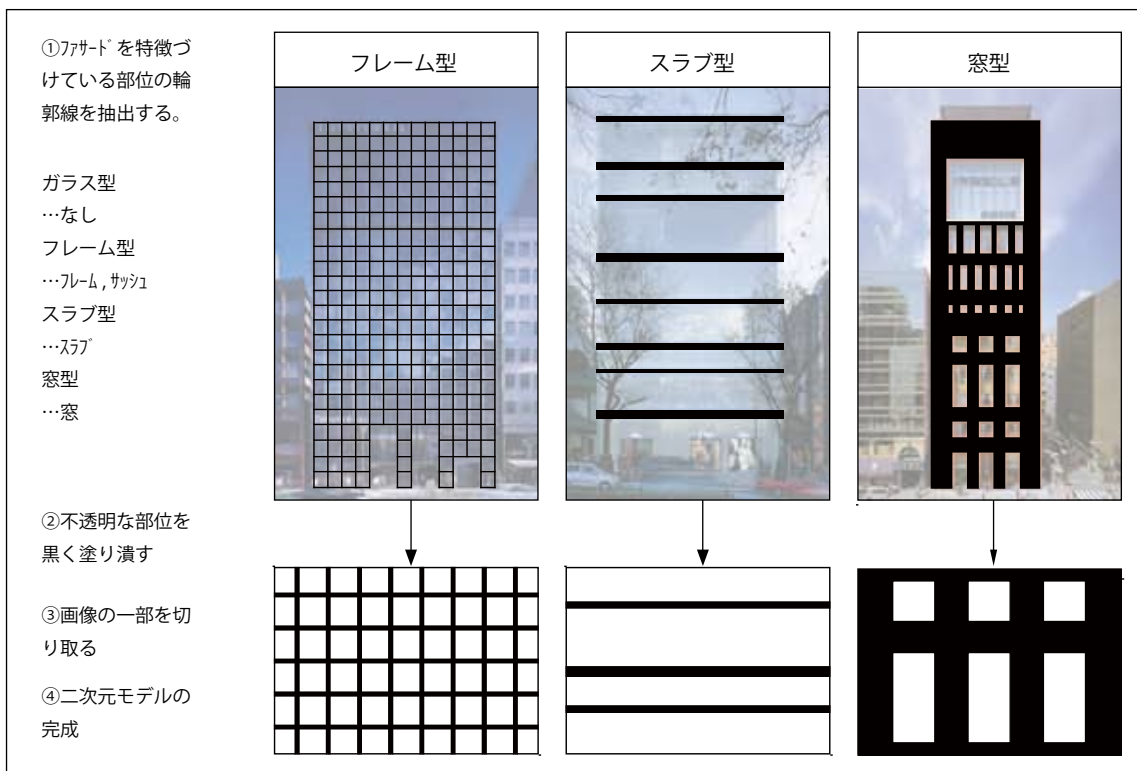 ①ﾌｧｻｰﾄﾞを特徴づ
けている部位の輪
郭線を抽出する。
ガラス型
…なし
フレーム型
…ﾌﾚｰﾑ , ｻｯｼｭ
スラブ型
…ｽﾗﾌﾞ
窓型
…窓
②不透明な部位を
黒く塗り潰す
③画像の一部を切
り取る
④二次元モデルの
完成
フレーム型
スラブ型
窓型